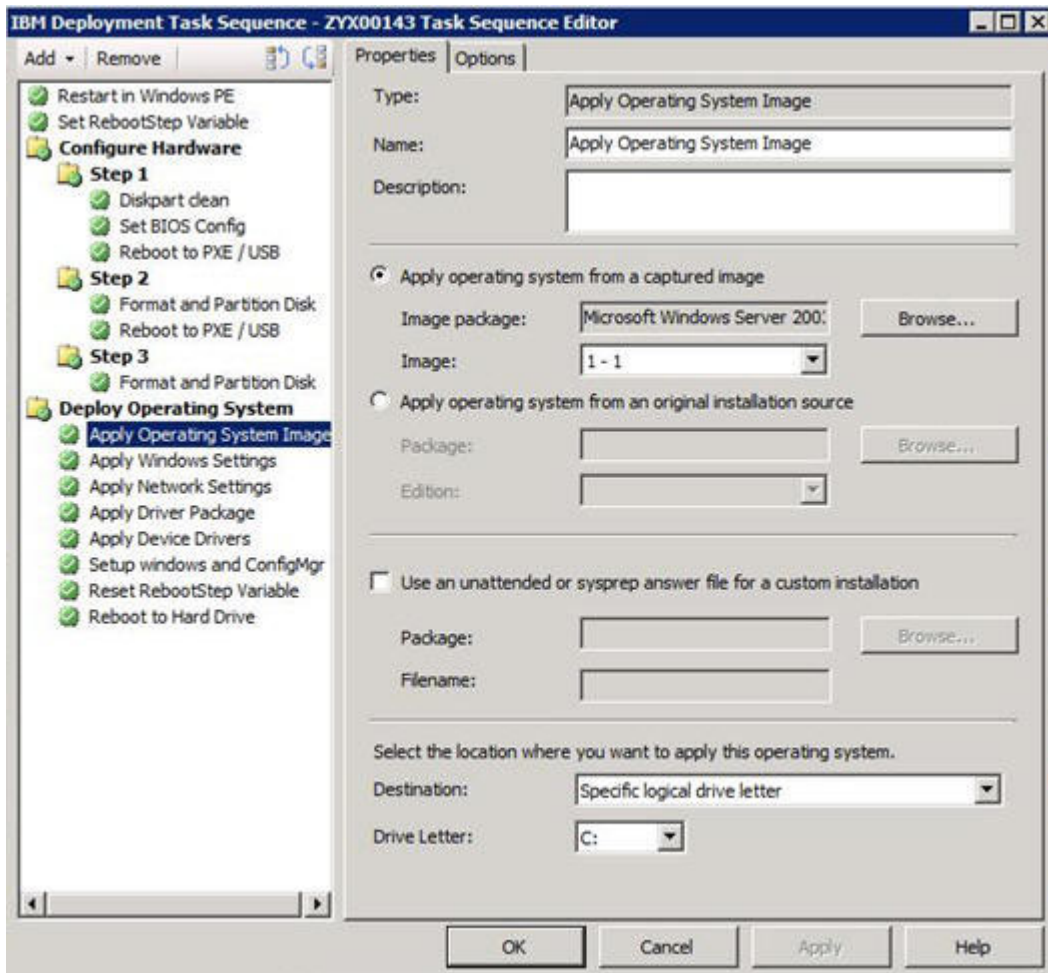 IBM Deployment Task Sequence - ZYX00143 Task Sequence Editor
Add Remove
Properties Options
Restart in Windows PE
Set RebootStep Variable
Configure Hardware
Step 1
Diskpart clean
Set BIOS Config
Reboot to PXE / USB
Step 2
Format and Partition Disk
Reboot to PXE / USB
Step 3
Format and Partition Disk
Deploy Operating System
Apply Operating System Image
Apply Windows Settings
Apply Network Settings
Apply Driver Package
Apply Device Drivers
Setup windows and ConfigMgr
Reset RebootStep Variable
Reboot to Hard Drive
Type: Apply Operating System Image
Name: Apply Operating System Image
Description:
Apply operating system from a captured image
Image package: Microsoft Windows Server Browse...
Image: 1 - 1
Apply operating system from an original installation source
Package: Browse...
Edition:
Use an unattended or sysprep answer file for a custom installation
Package: Browse...
Filename:
Select the location where you want to apply this operating system.
Destination: Specific logical drive letter
Drive Letter: C:
OK Cancel Apply Help